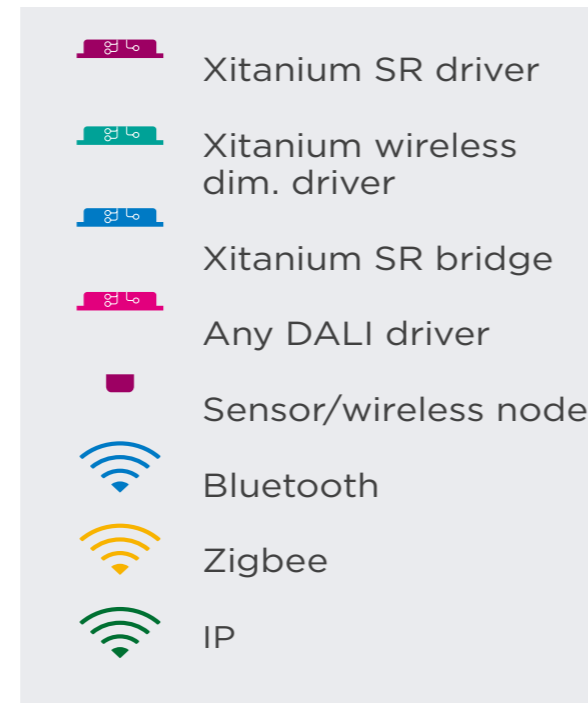 Xitanium SR driver
Xitanium wireless
dim. driver
Xitanium SR bridge
Any DALI driver
Sensor/wireless node
Bluetooth
Zigbee
IP